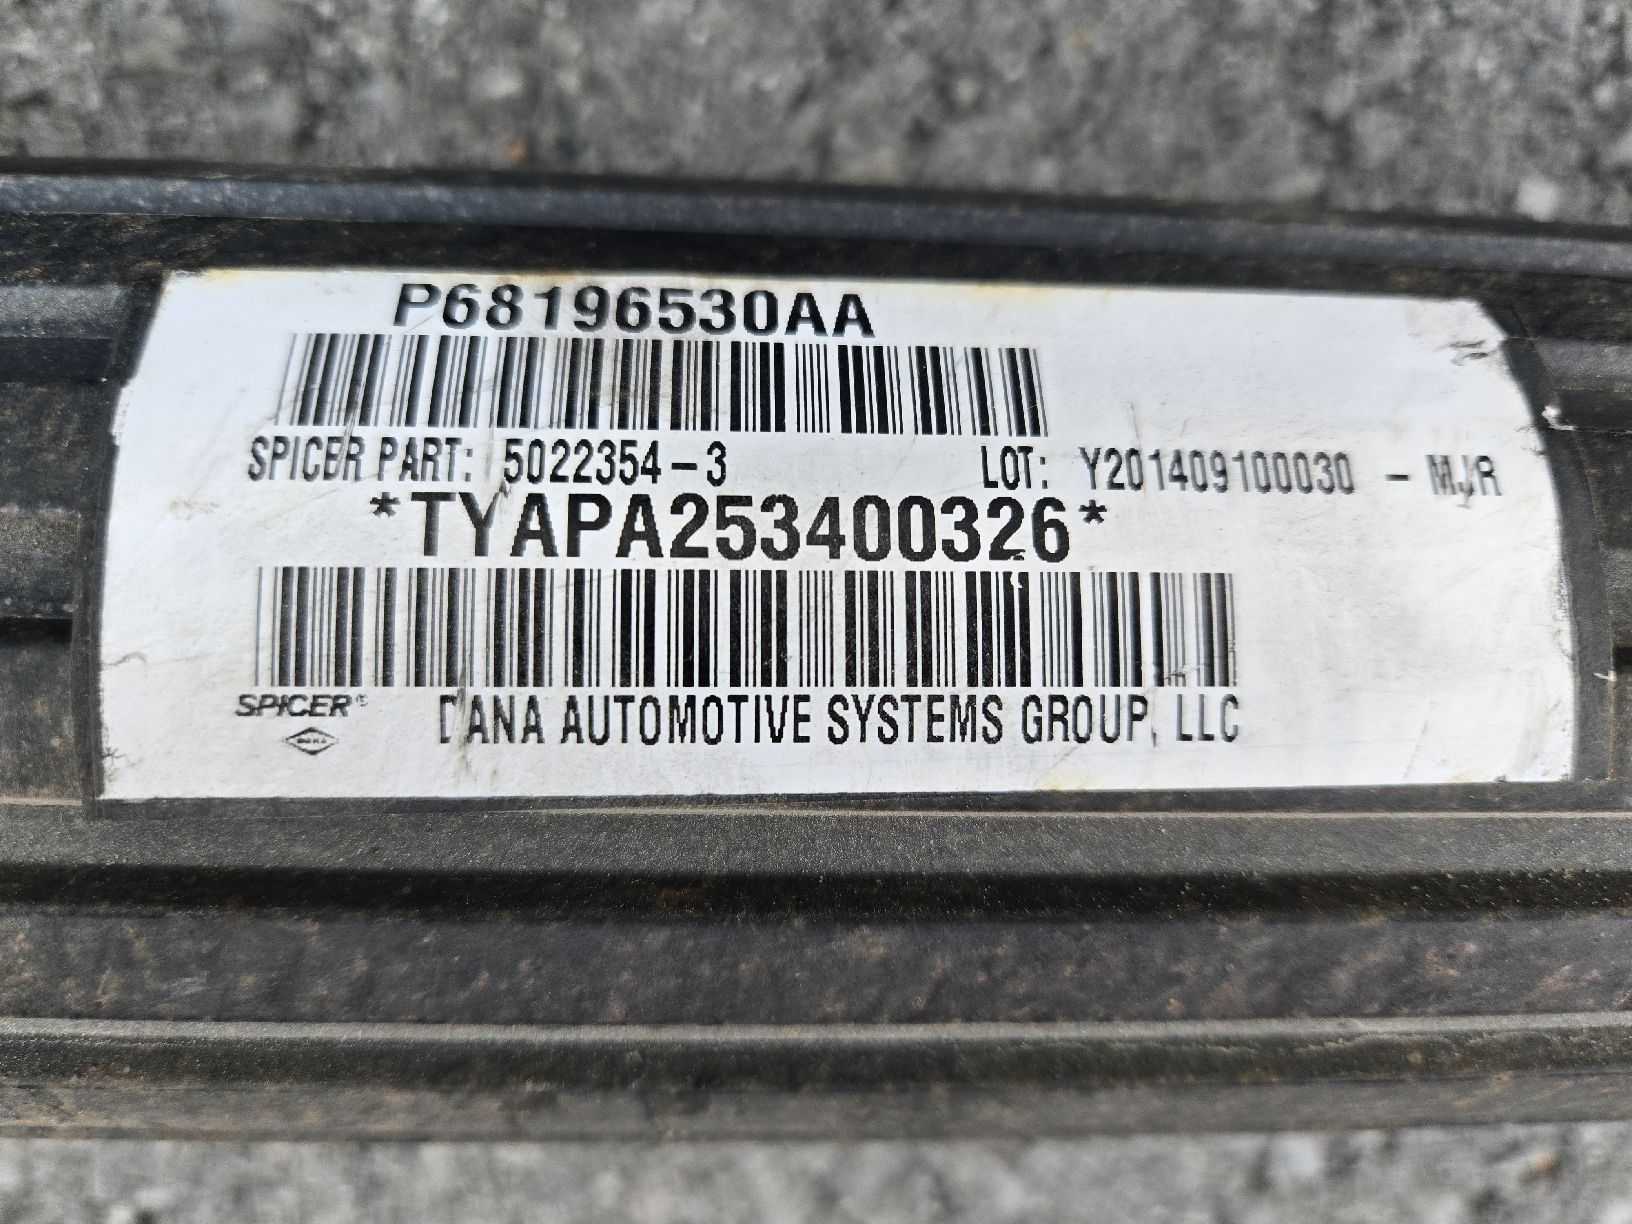 P68196530AA
SPICER PART: 5022354-3 LOT: Y201409100030 - MJR
*TYAPA253400326*
SPICER® DANA AUTOMOTIVE SYSTEMS GROUP, LLC